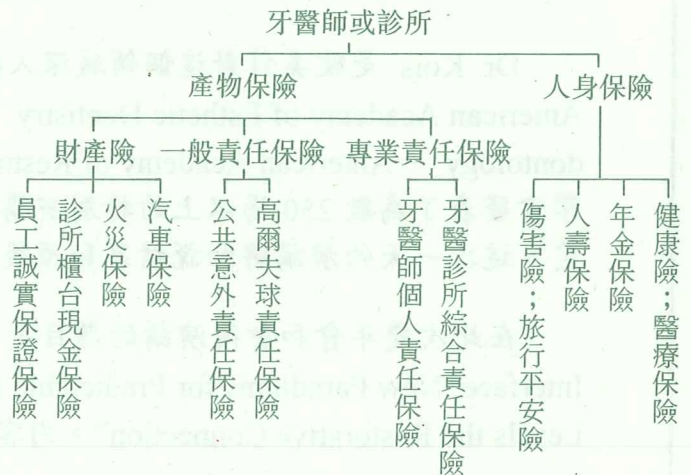 牙醫師或診所
產物保險
人身保險
財產險
一般責任保險
專業責任保險
員工誠實保證保險
診所櫃台現金保險
火災保險
汽車保險
公共意外責任保險
高爾夫球責任保險
牙醫師個人責任保險
牙醫診所綜合責任保險
傷害險；旅行平安險
人壽保險
年金保險
健康險；醫療保險